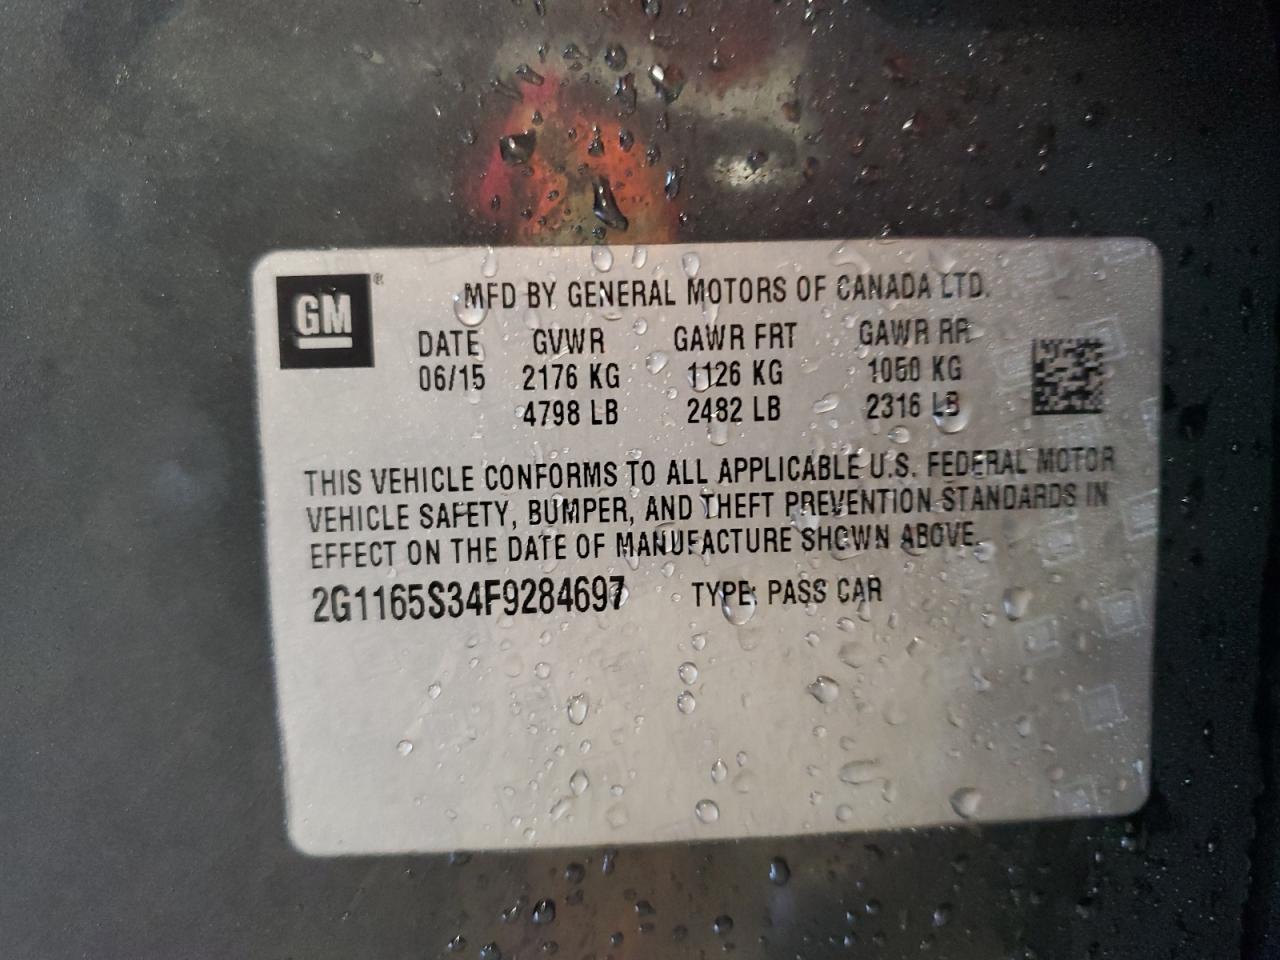 GM®
MFD BY GENERAL MOTORS OF CANADA LTD.
DATE GVWR GAWR FRT GAWR RR
06/15 2176 KG 1126 KG 1050 KG
4798 LB 2482 LB 2316 LB
THIS VEHICLE CONFORMS TO ALL APPLICABLE U.S. FEDERAL MOTOR
VEHICLE SAFETY, BUMPER, AND THEFT PREVENTION STANDARDS IN
EFFECT ON THE DATE OF MANUFACTURE SHOWN ABOVE.
2G1165S34F9284697 TYPE: PASS CAR